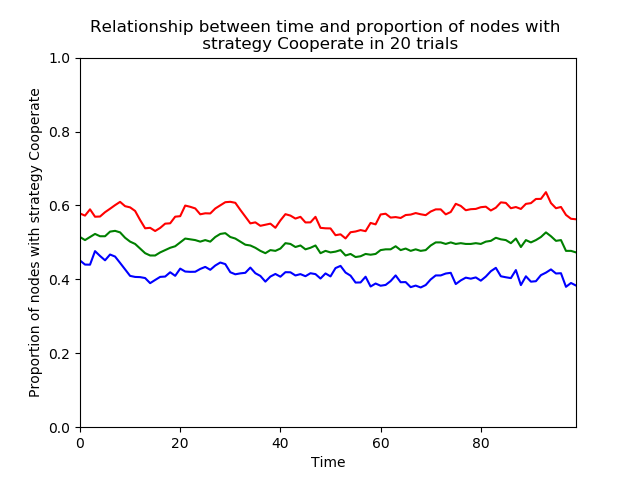 Relationship between time and proportion of nodes with
strategy Cooperate in 20 trials
Proportion of nodes with strategy Cooperate
1.0
0.8
0.6
0.4
0.2
0.0
0 20 40 60 80
Time